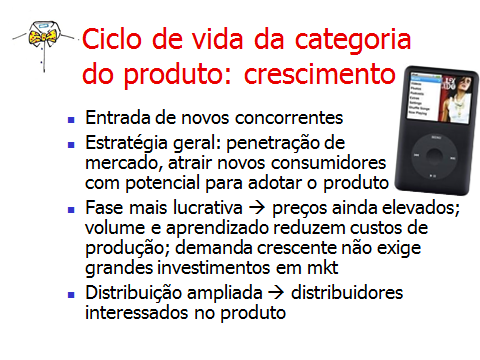 Ciclo de vida da categoria
do produto: crescimento
Entrada de novos concorrentes
Estratégia geral: penetração de
mercado, atrair novos consumidores
com potencial para adotar o produto
Fase mais lucrativa → preços ainda elevados;
volume e aprendizado reduzem custos de
produção; demanda crescente não exige
grandes investimentos em mkt
Distribuição ampliada → distribuidores
interessados no produto